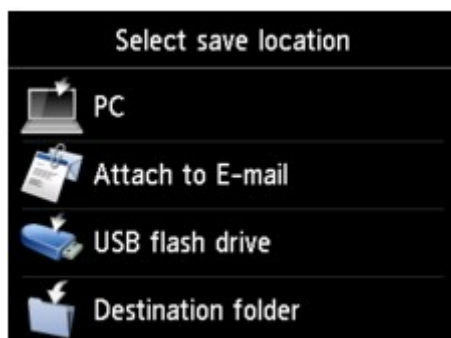 Select save location
PC
Attach to E-mail
USB flash drive
Destination folder